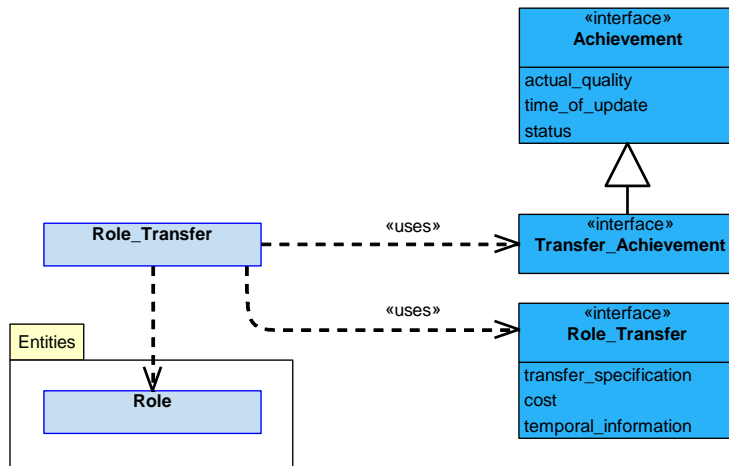 «interface»
Achievement
actual_quality
time_of_update
status
Role_Transfer
«uses»
«interface»
Transfer_Achievement
«uses»
«interface»
Role_Transfer
transfer_specification
cost
temporal_information
Entities
Role